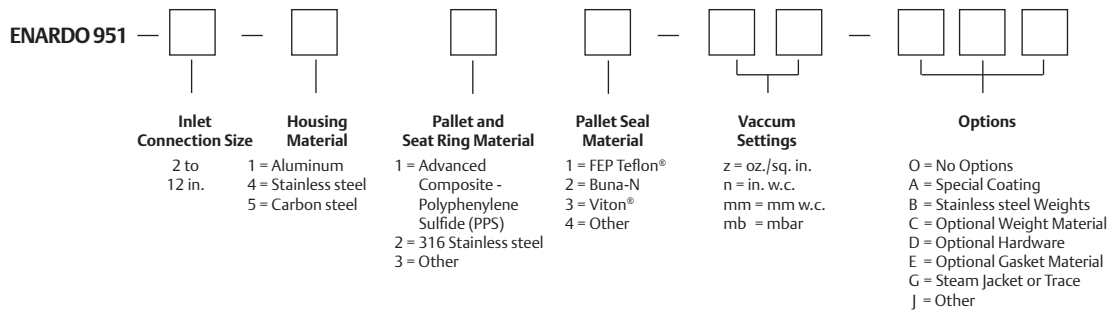 ENARDO 951 — — — —
Inlet
Connection Size
2 to
12 in.
Housing
Material
1 = Aluminum
4 = Stainless steel
5 = Carbon steel
Pallet and
Seat Ring Material
1 = Advanced
Composite -
Polyphenylene
Sulfide (PPS)
2 = 316 Stainless steel
3 = Other
Pallet Seal
Material
1 = FEP Teflon®
2 = Buna-N
3 = Viton®
4 = Other
Vaccum
Settings
z = oz./sq. in.
n = in. w.c.
mm = mm w.c.
mb = mbar
Options
O = No Options
A = Special Coating
B = Stainless steel Weights
C = Optional Weight Material
D = Optional Hardware
E = Optional Gasket Material
G = Steam Jacket or Trace
J = Other